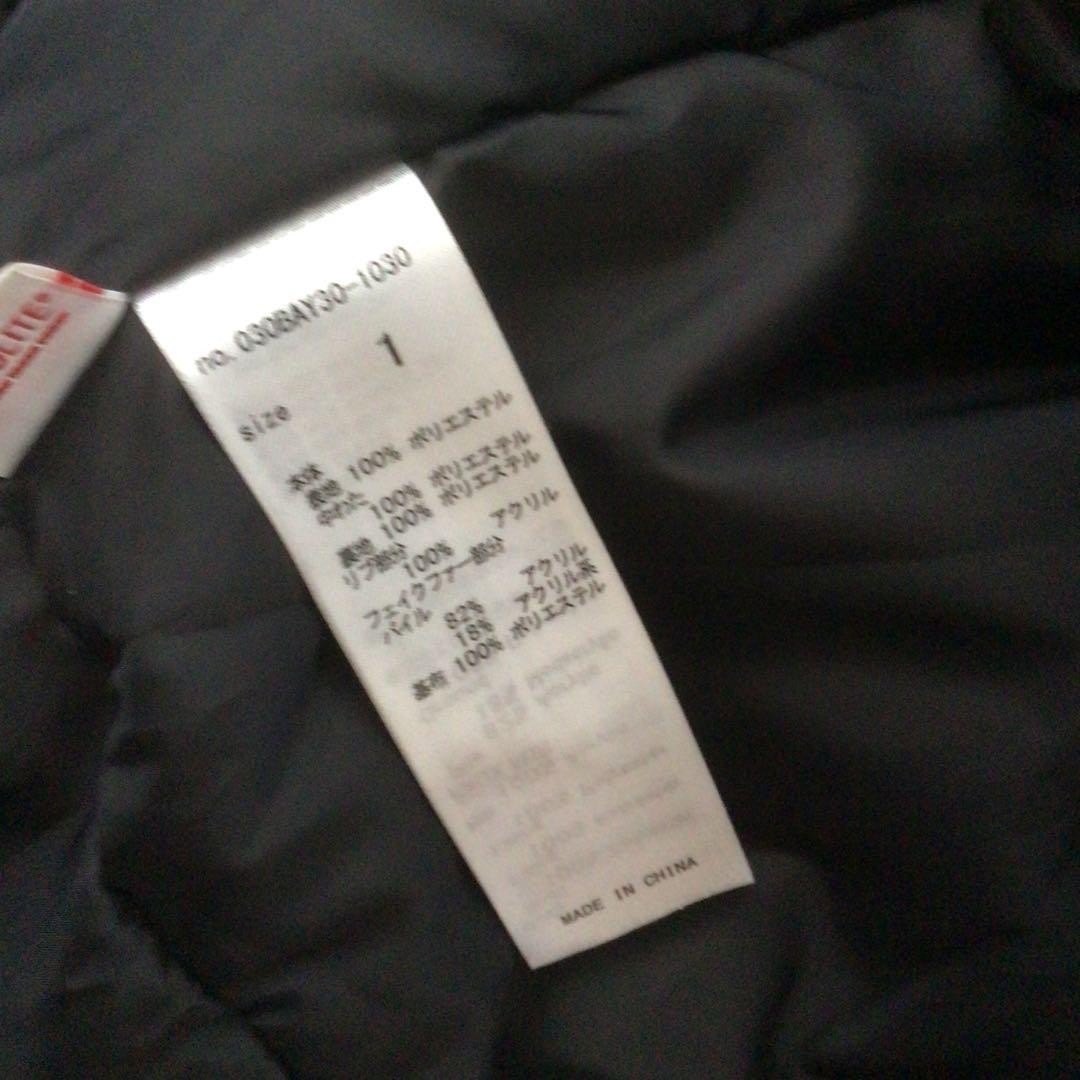 no. 030BAY30-1030
size 1
本体
表地 100% ポリエステル
中わた 100% ポリエステル
裏地 100% ポリエステル
リブ部分
100% アクリル
フェイクファー部分
パイル 82% アクリル
18% アクリル系
基布 100% ポリエステル
MADE IN CHINA